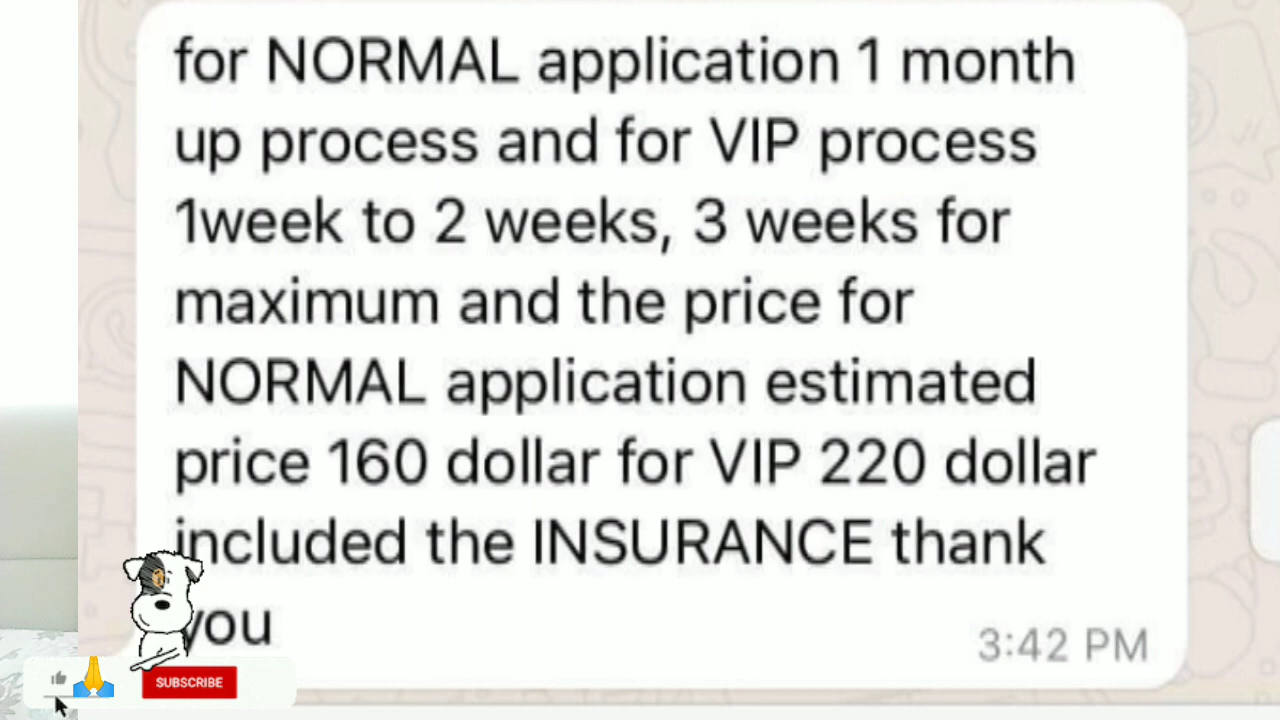 for NORMAL application 1 month
up process and for VIP process
1week to 2 weeks, 3 weeks for
maximum and the price for
NORMAL application estimated
price 160 dollar for VIP 220 dollar
included the INSURANCE thank
you
3:42 PM
SUBSCRIBE